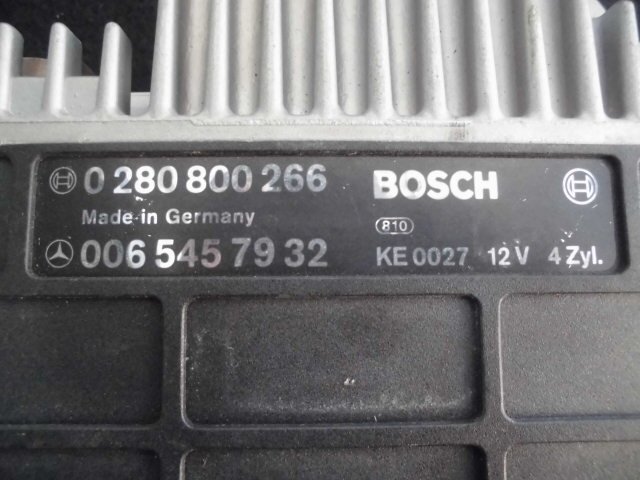 0 280 800 266 BOSCH
Made in Germany 810
006 545 79 32 KE 0027 12 V 4 Zyl.